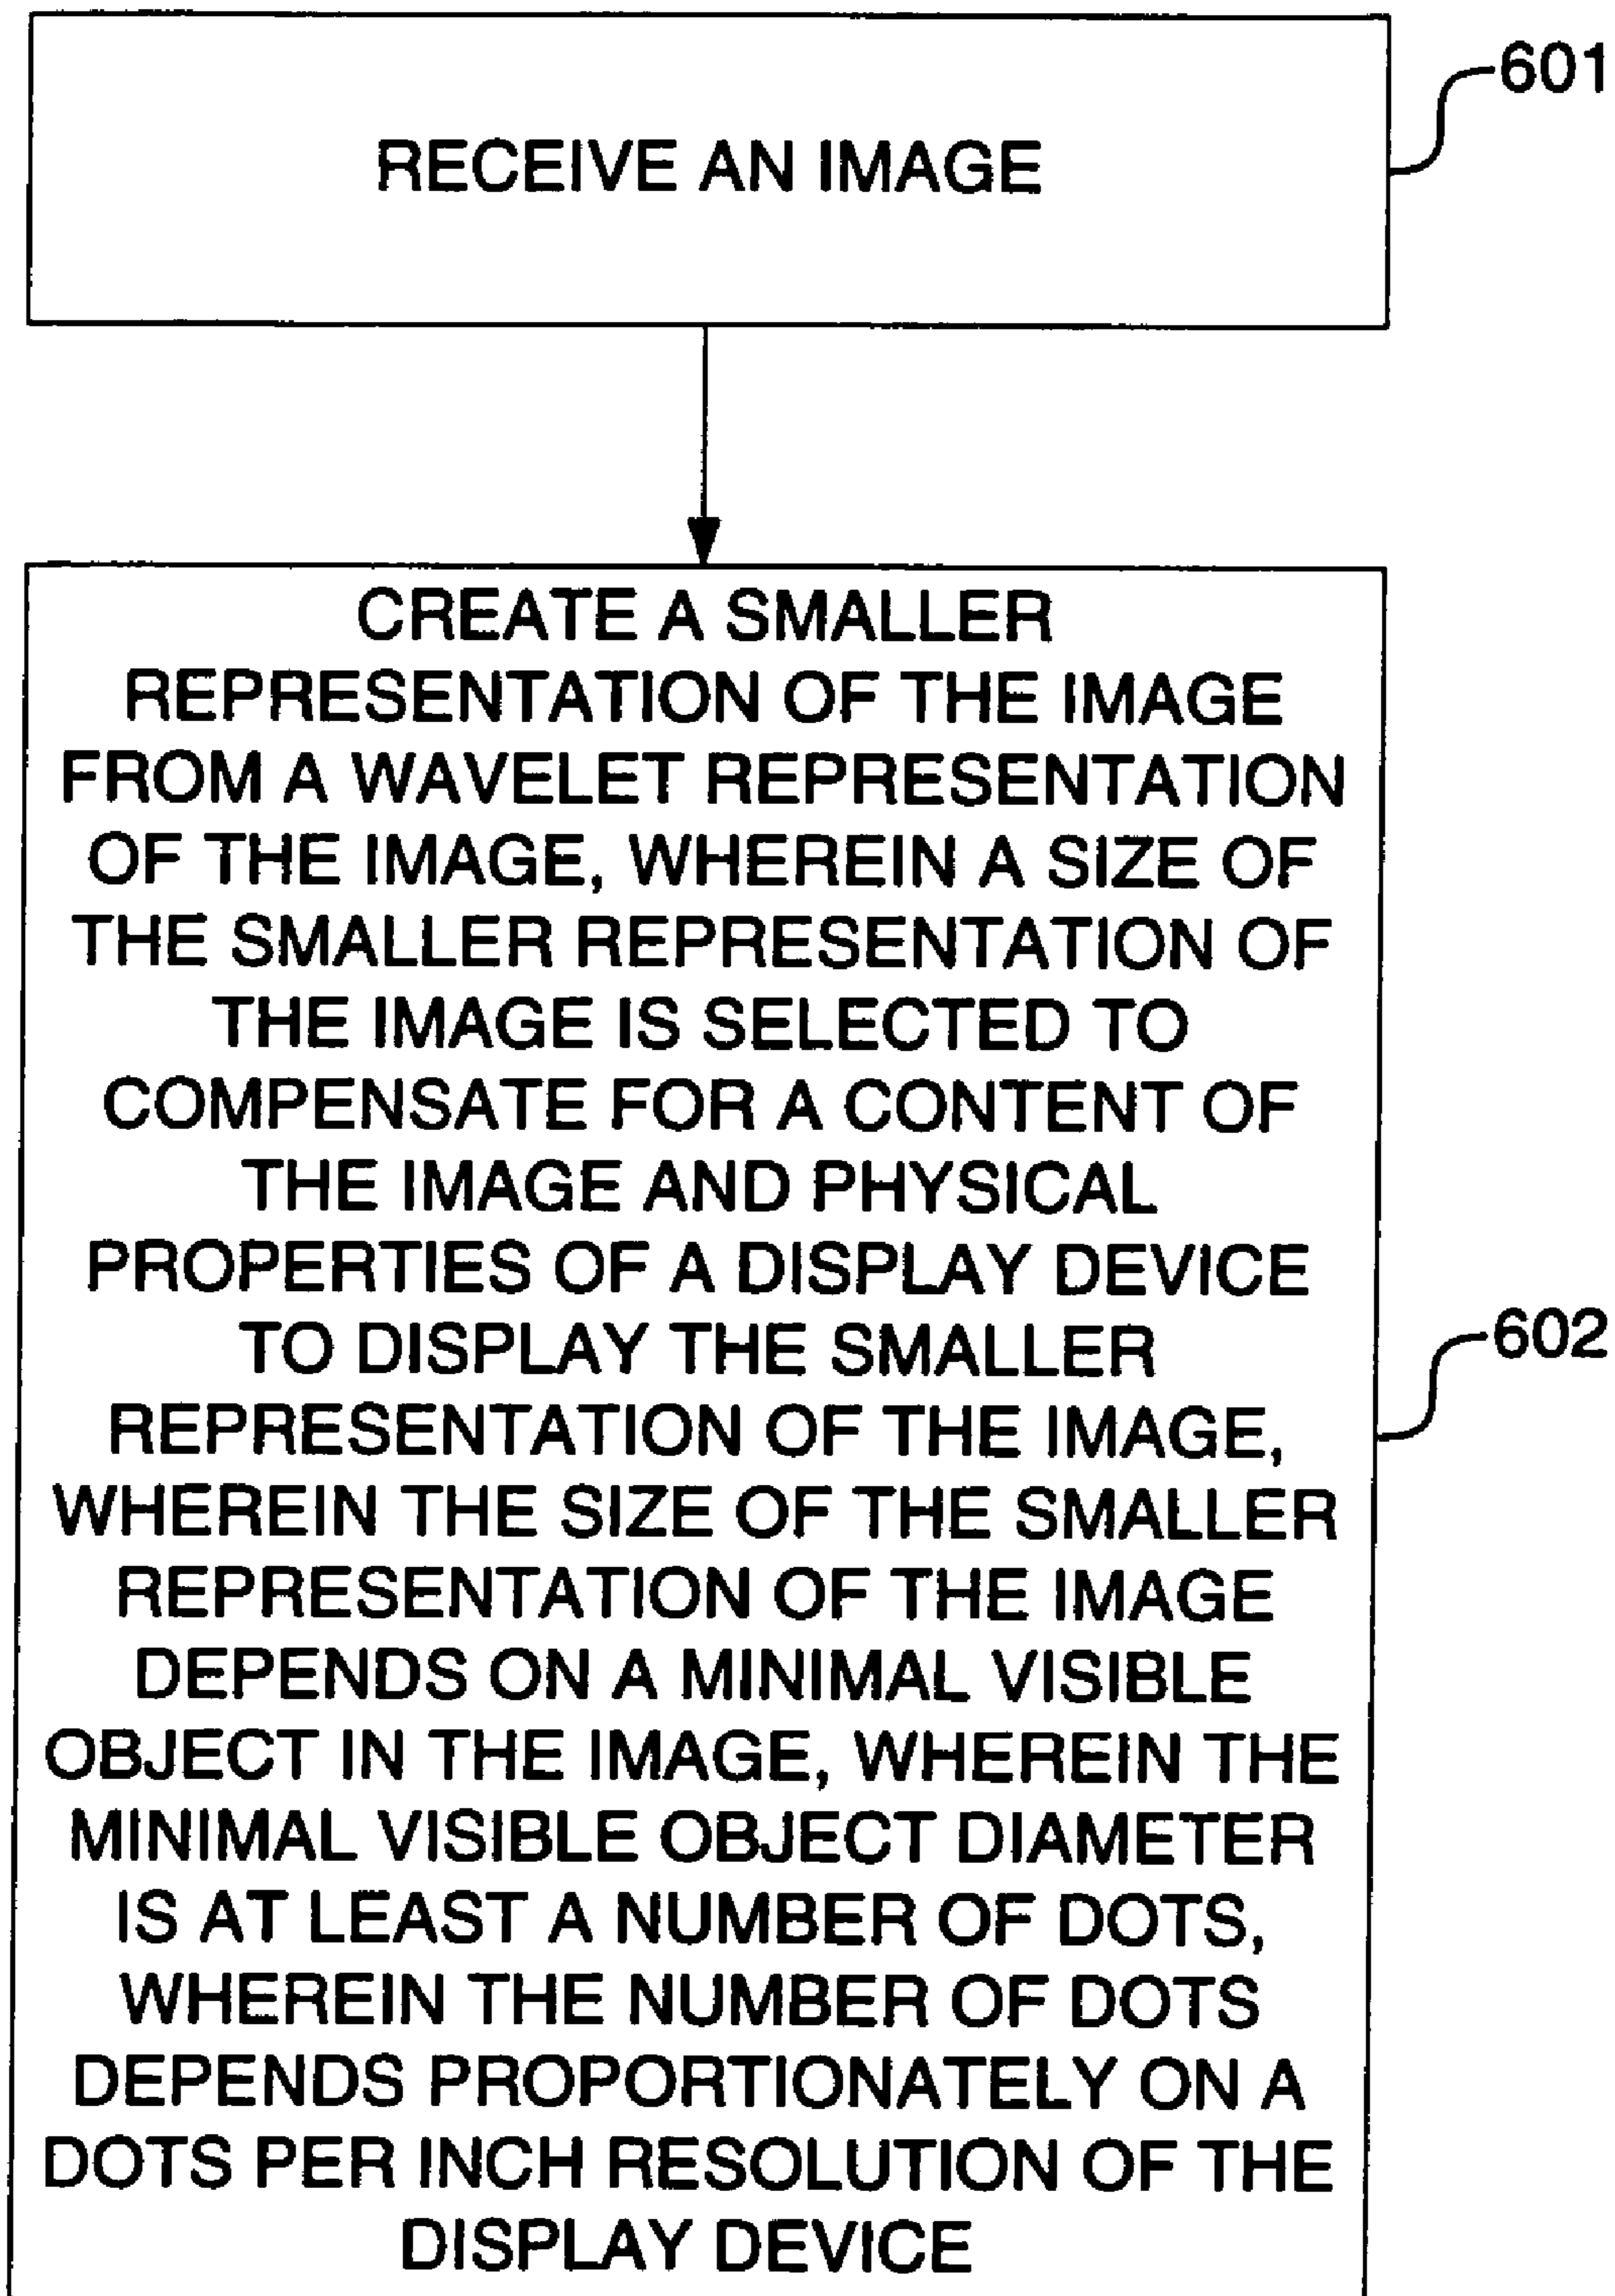 RECEIVE AN IMAGE
601
CREATE A SMALLER
REPRESENTATION OF THE IMAGE
FROM A WAVELET REPRESENTATION
OF THE IMAGE, WHEREIN A SIZE OF
THE SMALLER REPRESENTATION OF
THE IMAGE IS SELECTED TO
COMPENSATE FOR A CONTENT OF
THE IMAGE AND PHYSICAL
PROPERTIES OF A DISPLAY DEVICE
TO DISPLAY THE SMALLER
REPRESENTATION OF THE IMAGE,
WHEREIN THE SIZE OF THE SMALLER
REPRESENTATION OF THE IMAGE
DEPENDS ON A MINIMAL VISIBLE
OBJECT IN THE IMAGE, WHEREIN THE
MINIMAL VISIBLE OBJECT DIAMETER
IS AT LEAST A NUMBER OF DOTS,
WHEREIN THE NUMBER OF DOTS
DEPENDS PROPORTIONATELY ON A
DOTS PER INCH RESOLUTION OF THE
DISPLAY DEVICE
602